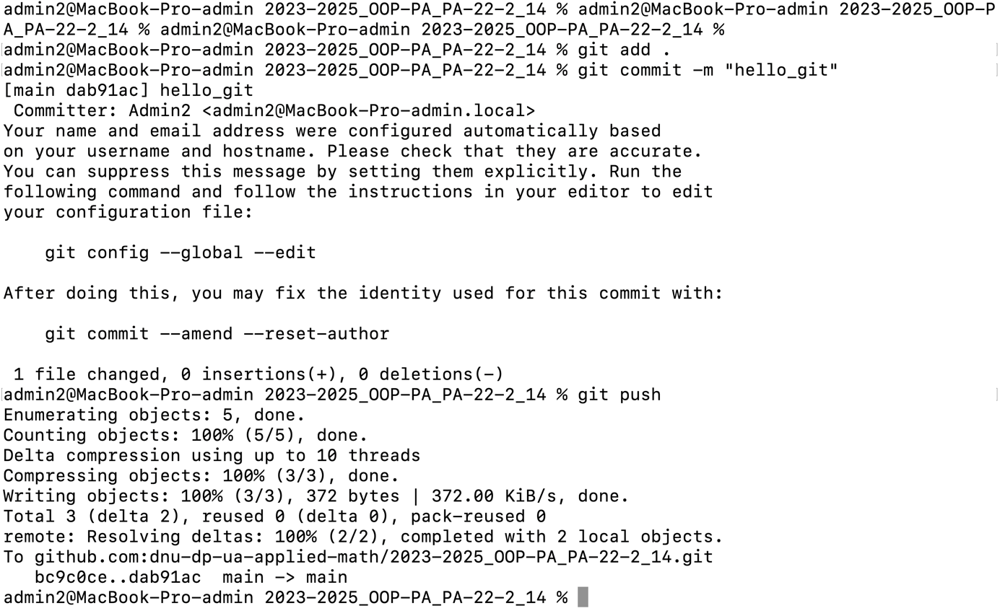 admin2@MacBook-Pro-admin 2023-2025_OOP-PA_PA-22-2_14 % admin2@MacBook-Pro-admin 2023-2025_OOP-P
A_PA-22-2_14 % admin2@MacBook-Pro-admin 2023-2025_OOP-PA_PA-22-2_14 %
admin2@MacBook-Pro-admin 2023-2025_OOP-PA_PA-22-2_14 % git add .
admin2@MacBook-Pro-admin 2023-2025_OOP-PA_PA-22-2_14 % git commit -m "hello_git"
[main dab91ac] hello_git
 Committer: Admin2 <admin2@MacBook-Pro-admin.local>
Your name and email address were configured automatically based
on your username and hostname. Please check that they are accurate.
You can suppress this message by setting them explicitly. Run the
following command and follow the instructions in your editor to edit
your configuration file:

    git config --global --edit

After doing this, you may fix the identity used for this commit with:

    git commit --amend --reset-author

 1 file changed, 0 insertions(+), 0 deletions(-)
admin2@MacBook-Pro-admin 2023-2025_OOP-PA_PA-22-2_14 % git push
Enumerating objects: 5, done.
Counting objects: 100% (5/5), done.
Delta compression using up to 10 threads
Compressing objects: 100% (3/3), done.
Writing objects: 100% (3/3), 372 bytes | 372.00 KiB/s, done.
Total 3 (delta 2), reused 0 (delta 0), pack-reused 0
remote: Resolving deltas: 100% (2/2), completed with 2 local objects.
To github.com:dnu-dp-ua-applied-math/2023-2025_OOP-PA_PA-22-2_14.git
   bc9c0ce..dab91ac  main -> main
admin2@MacBook-Pro-admin 2023-2025_OOP-PA_PA-22-2_14 %